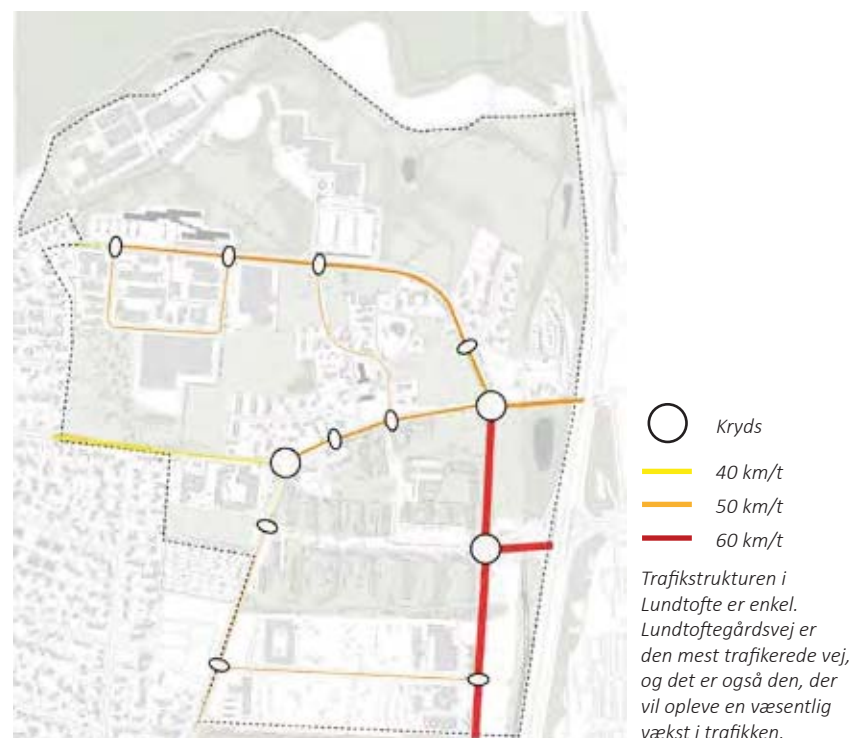 Kryds
40 km/t
50 km/t
60 km/t
Trafikstrukturen i
Lundtofte er enkel.
Lundtoftegårdsvej er
den mest trafikerede vej,
og det er også den, der
vil opleve en væsentlig
vækst i trafikken.